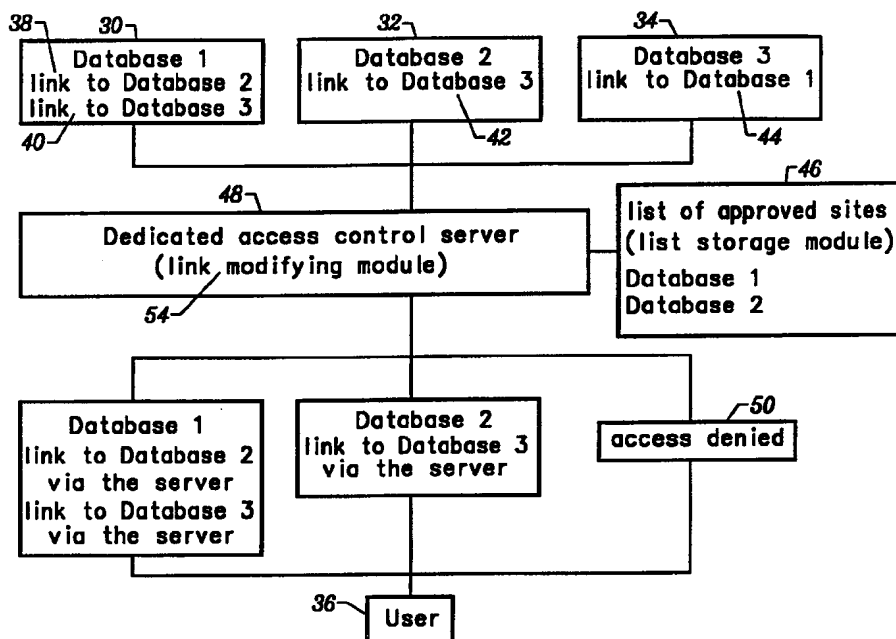 38
30
Database 1
link to Database 2
link to Database 3
40
32
Database 2
link to Database 3
42
34
Database 3
link to Database 1
44
48
Dedicated access control server
(link modifying module)
54
46
list of approved sites
(list storage module)
Database 1
Database 2
Database 1
link to Database 2
via the server
link to Database 3
via the server
Database 2
link to Database 3
via the server
50
access denied
36
User